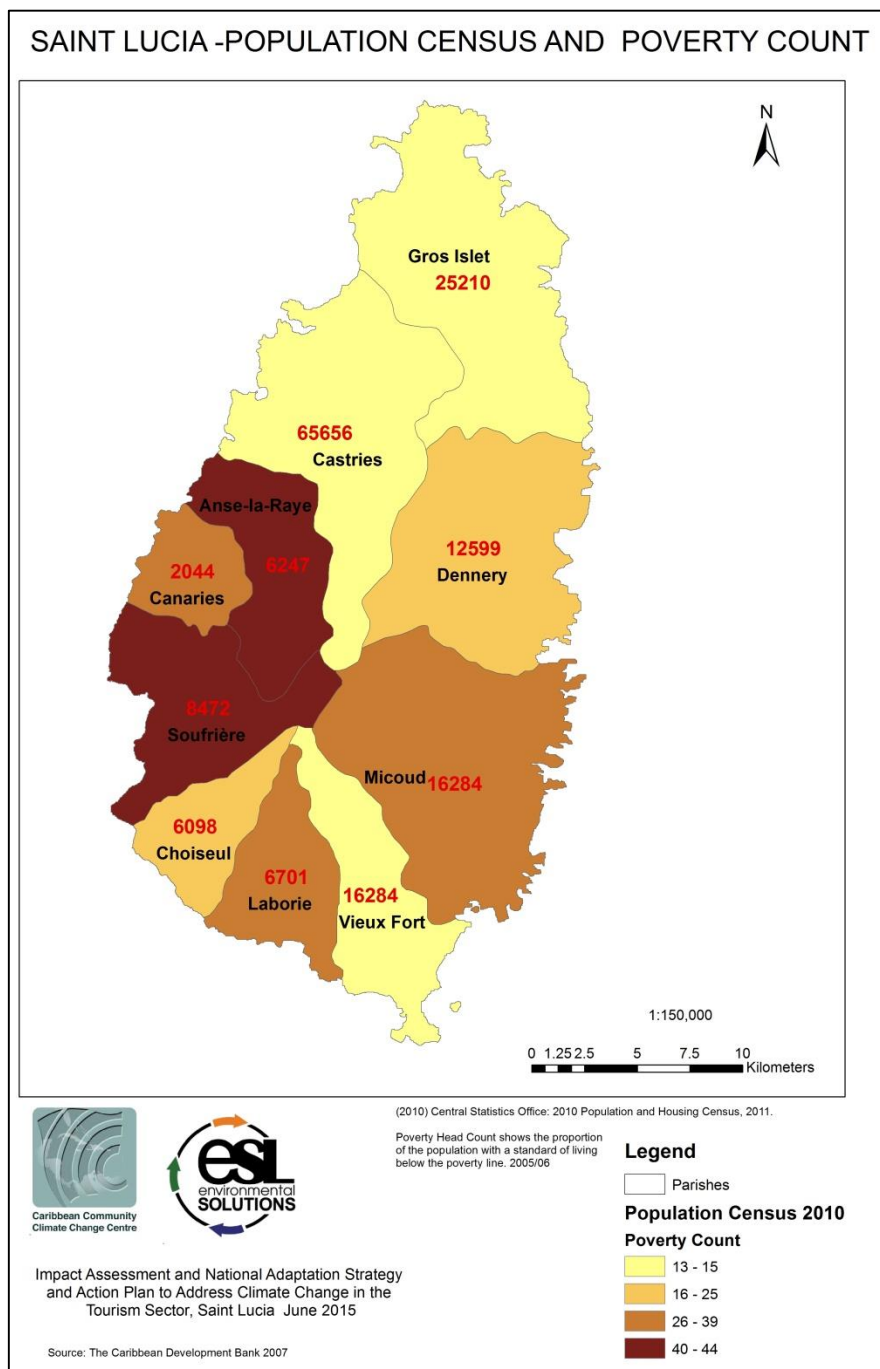 SAINT LUCIA -POPULATION CENSUS AND POVERTY COUNT
N
Gros Islet
25210
65656
Castries
Anse-la-Raye
6247
2044
Canaries
12599
Dennery
8472
Soufrière
Micoud 16284
6098
Choiseul
6701
Laborie
16284
Vieux Fort
1:150,000
0 1.25 2.5 5 7.5 10
Kilometers
Caribbean Community
Climate Change Centre
esl
environmental
SOLUTIONS
(2010) Central Statistics Office: 2010 Population and Housing Census, 2011.
Poverty Head Count shows the proportion
of the population with a standard of living
below the poverty line. 2005/06
Legend
Parishes
Population Census 2010
Poverty Count
13 - 15
16 - 25
26 - 39
40 - 44
Impact Assessment and National Adaptation Strategy
and Action Plan to Address Climate Change in the
Tourism Sector, Saint Lucia June 2015
Source: The Caribbean Development Bank 2007